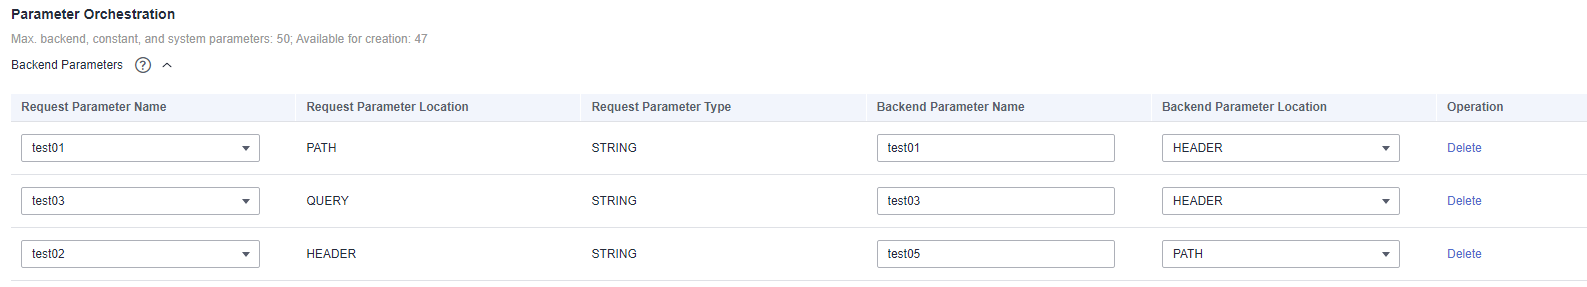 Parameter Orchestration
Max. backend, constant, and system parameters: 50; Available for creation: 47
Backend Parameters ?
Request Parameter Name Request Parameter Location Request Parameter Type Backend Parameter Name Backend Parameter Location Operation
test01 PATH STRING test01 HEADER Delete
test03 QUERY STRING test03 HEADER Delete
test02 HEADER STRING test05 PATH Delete